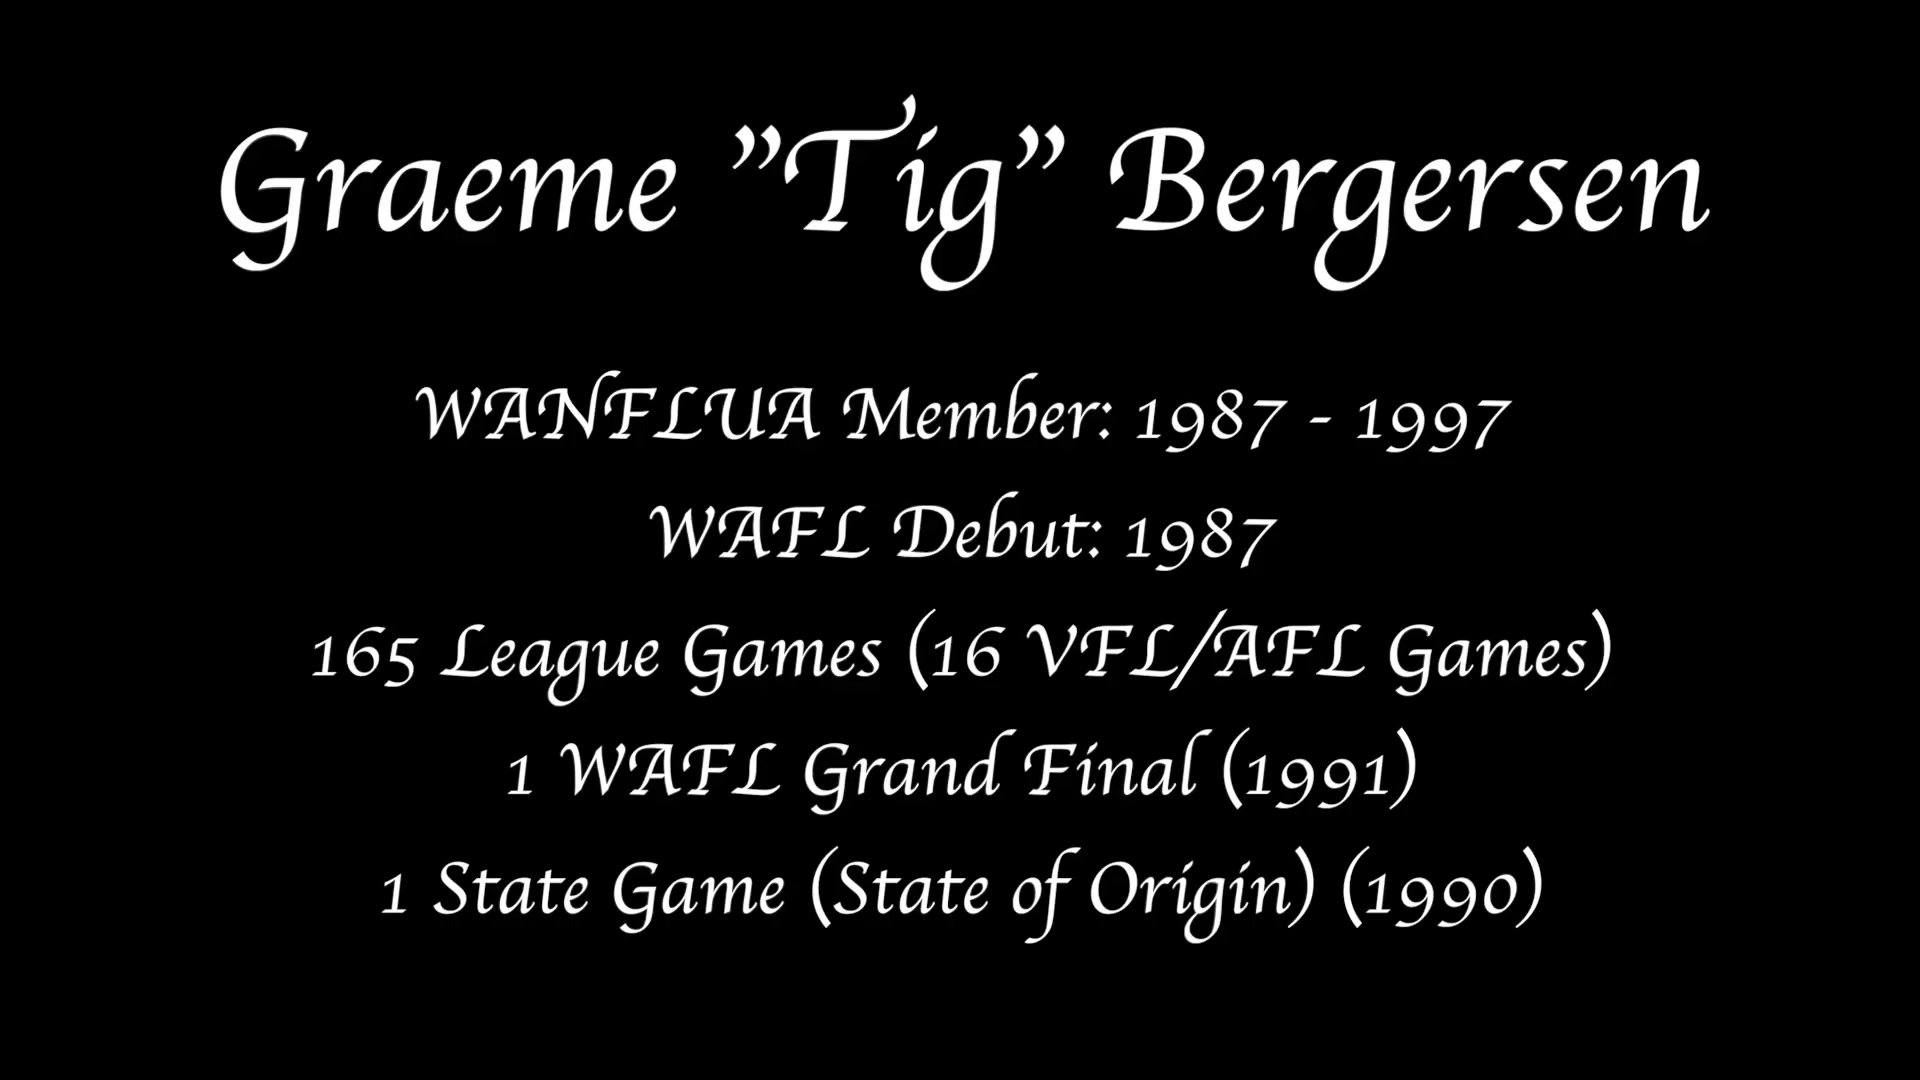 Graeme ”Tig” Bergersen
WANFLUA Member: 1987 - 1997
WAFL Debut: 1987
165 League Games (16 VFL/AFL Games)
1 WAFL Grand Final (1991)
1 State Game (State of Origin) (1990)